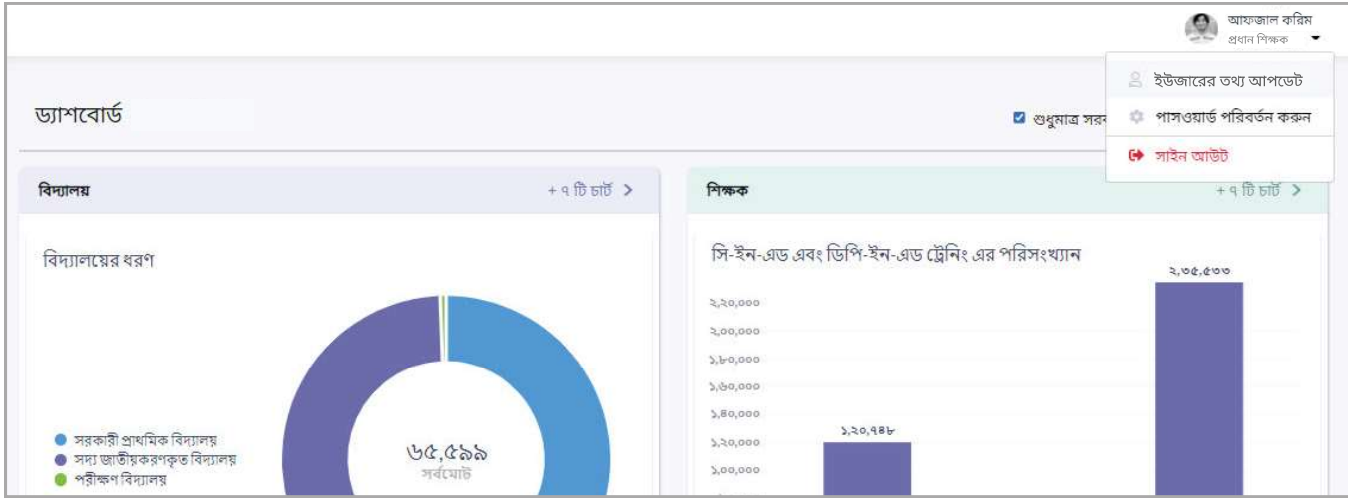 আফজাল করিম
প্রধান শিক্ষক
ইউজারের তথ্য আপডেট
পাসওয়ার্ড পরিবর্তন করুন
সাইন আউট
ড্যাশবোর্ড
শুধুমাত্র
বিদ্যালয়
+ ৭ টি চার্ট >
বিদ্যালয়ের ধরণ
সরকারী প্রাথমিক বিদ্যালয়
সদ্য জাতীয়করণকৃত বিদ্যালয়
পরীক্ষণ বিদ্যালয়
৬৫,৫৯৯
সর্বমোট
শিক্ষক
+ ৭ টি চার্ট >
সি-ইন-এড এবং ডিপি-ইন-এড ট্রেনিং এর পরিসংখ্যান
২,৩৫,৫৩৩
২,২০,০০০
২,০০,০০০
১,৮০,০০০
১,৬০,০০০
১,৪০,০০০
১,২০,৭৪৮
১,২০,০০০
১,০০,০০০